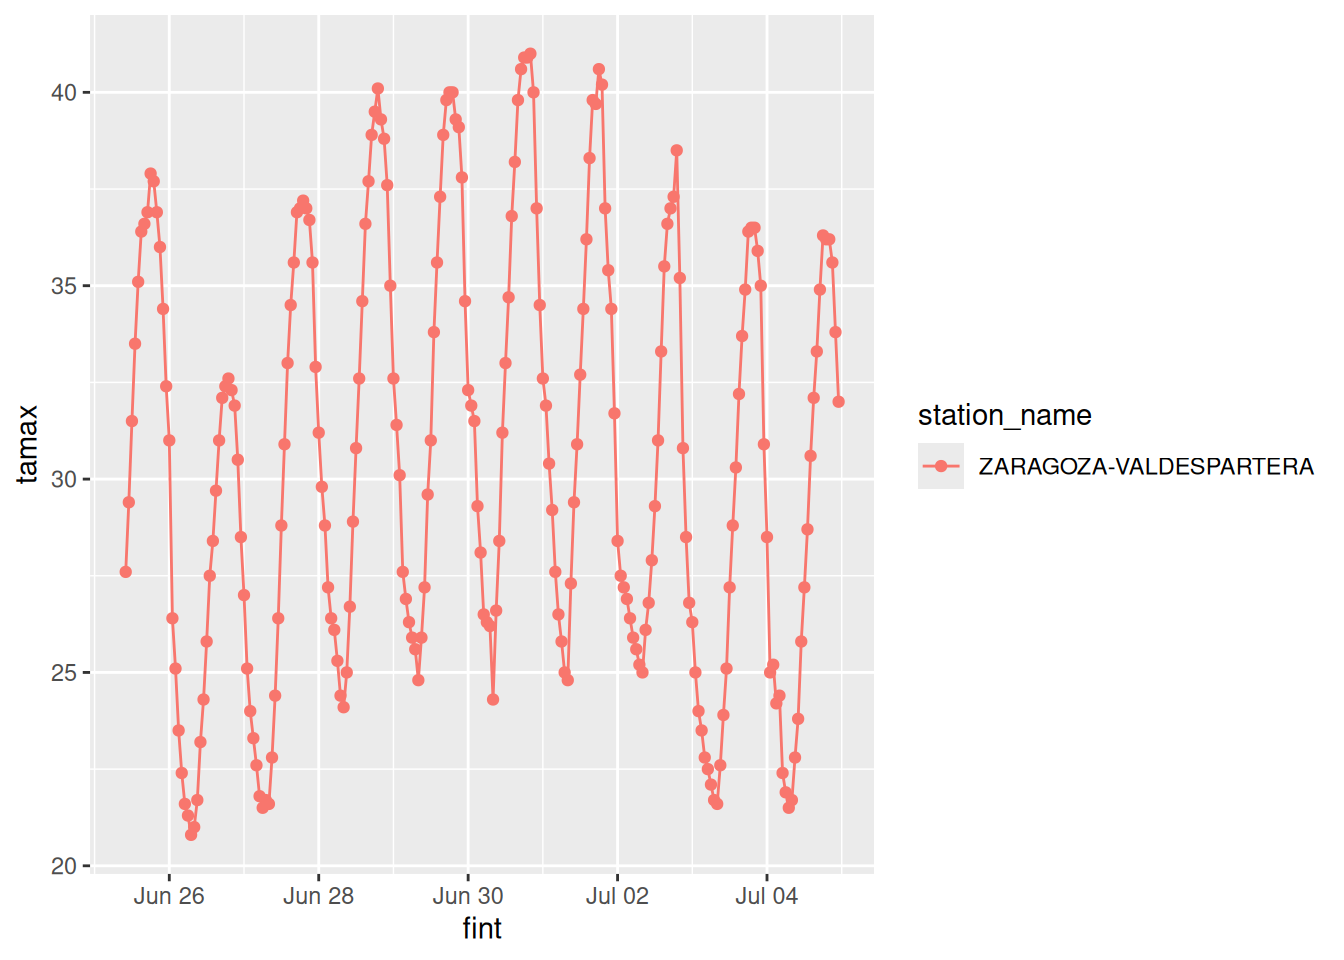 tamax
40
35
30
25
20
Jun 26
Jun 28
Jun 30
Jul 02
Jul 04
fint
station_name
ZARAGOZA-VALDESPARTERA